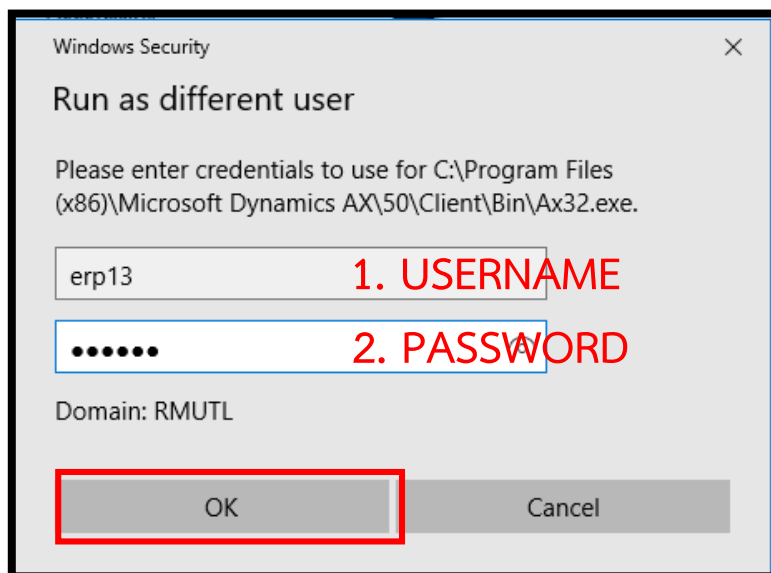 Windows Security
Run as different user
Please enter credentials to use for C:\Program Files
(x86)\Microsoft Dynamics AX\50\Client\Bin\Ax32.exe.
erp13 1. USERNAME
●●●●●● 2. PASSWORD
Domain: RMUTL
OK Cancel